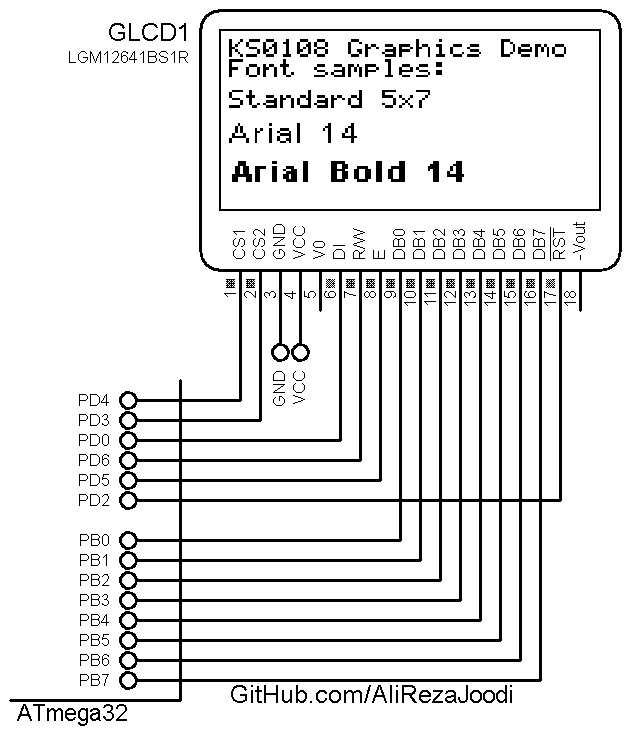 GLCD1
LGM12641BS1R
KS0108 Graphics Demo
Font samples:
Standard 5x7
Arial 14
Arial Bold 14
CS1 CS2 GND VCC V0 DI R/W E DB0 DB1 DB2 DB3 DB4 DB5 DB6 DB7 RST -Vout
1 2 3 4 5 6 7 8 9 10 11 12 13 14 15 16 17 18
GND VCC
PD4
PD3
PD0
PD6
PD5
PD2
PB0
PB1
PB2
PB3
PB4
PB5
PB6
PB7
GitHub.com/AliRezaJoodi
ATmega32